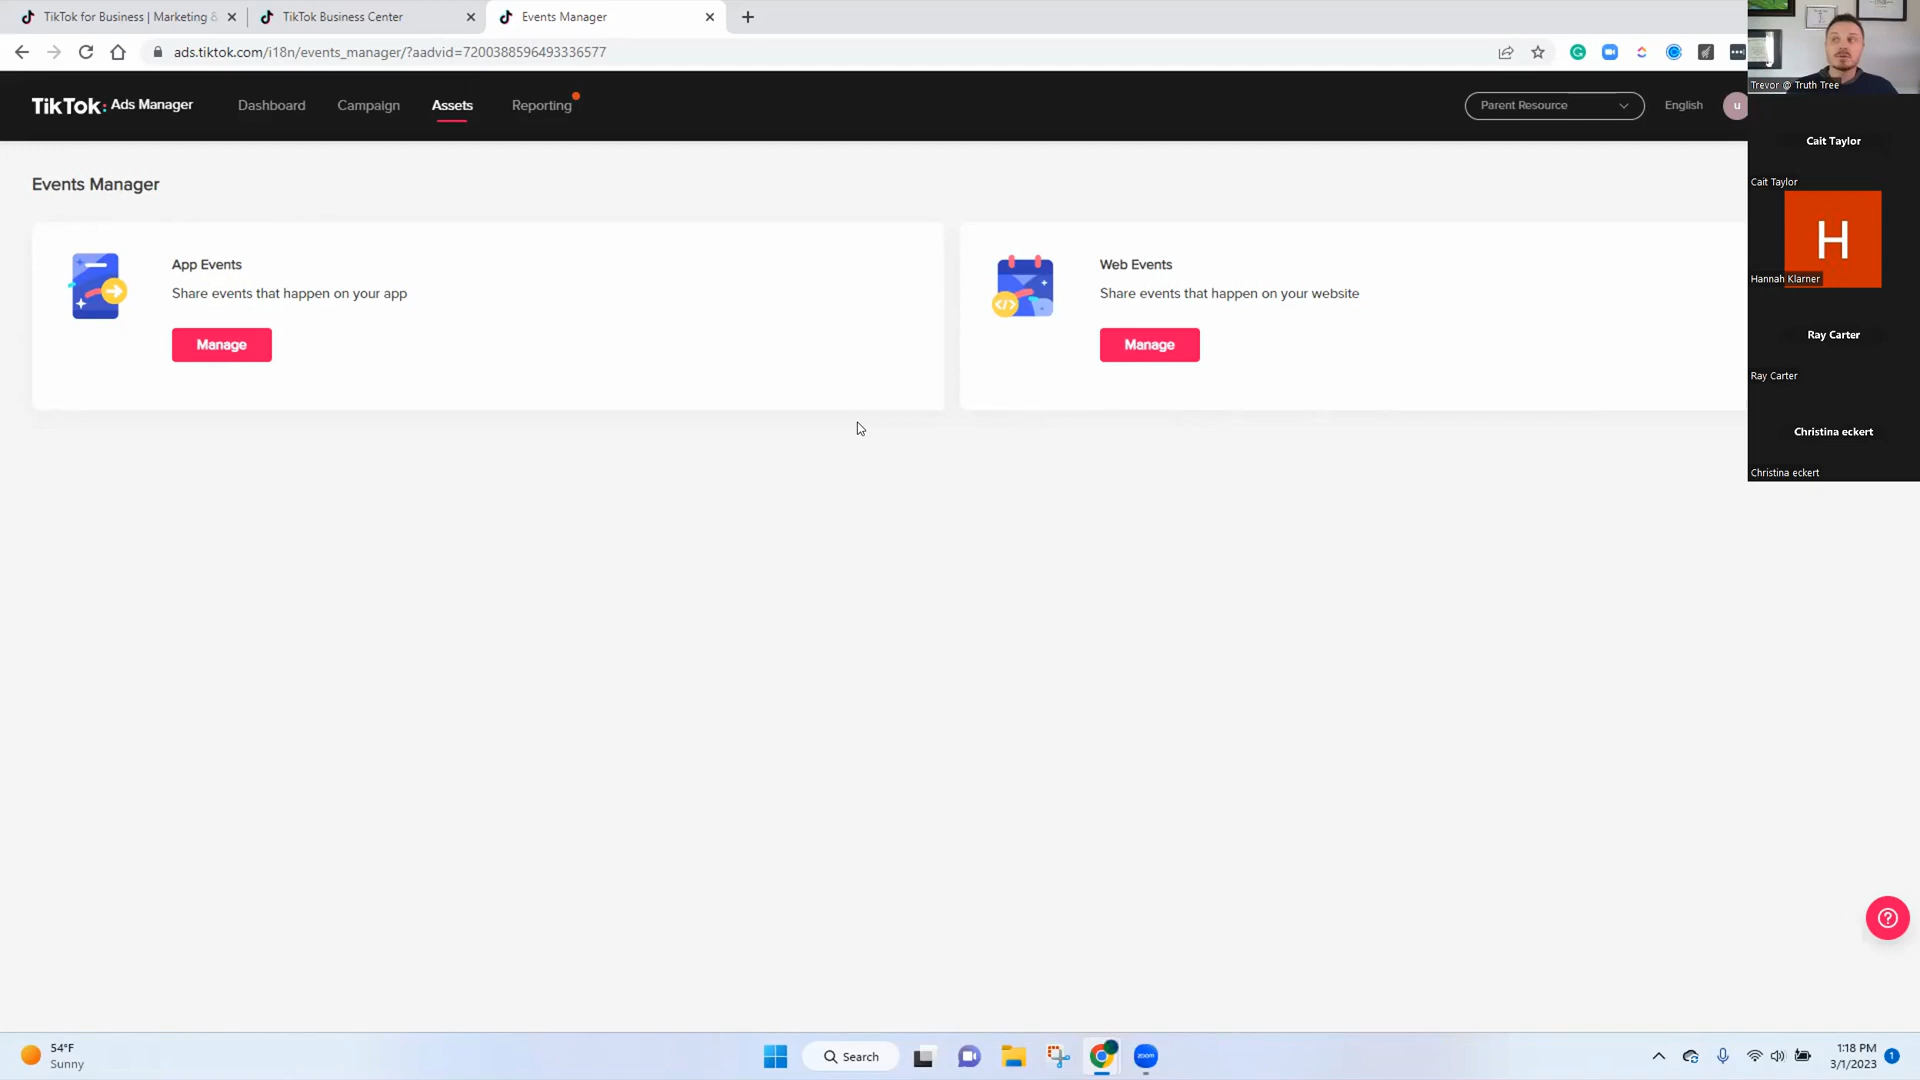 TikTok for Business | Marketing &
TikTok Business Center
Events Manager
ads.tiktok.com/i18n/events_manager/?aadvid=7200388596493336577
TikTok: Ads Manager
Dashboard
Campaign
Assets
Reporting
Parent Resource
English
u
Trevor @ Truth Tree
Cait Taylor
Cait Taylor
H
Hannah Klarner
Ray Carter
Ray Carter
Christina eckert
Christina eckert
Events Manager
App Events
Share events that happen on your app
Manage
Web Events
Share events that happen on your website
Manage
54°F
Sunny
Search
zoom
1:18 PM
3/1/2023
1